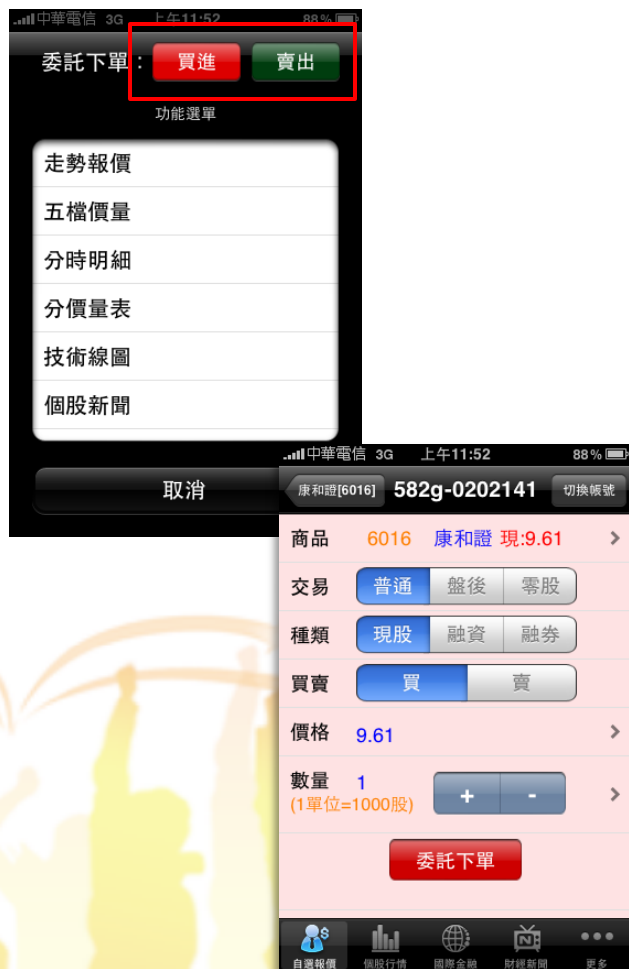 中華電信 3G 上午11:52 88%
委託下單： 買進 賣出
功能選單
走勢報價
五檔價量
分時明細
分價量表
技術線圖
個股新聞
取消
中華電信 3G 上午11:52 88%
康和證[6016] 582g-0202141 切換帳號
商品 6016 康和證 現:9.61
交易 普通 盤後 零股
種類 現股 融資 融券
買賣 買 賣
價格 9.61
數量 1 + -
(1單位=1000股)
委託下單
自選報價 個股行情 國際金融 財經新聞 更多